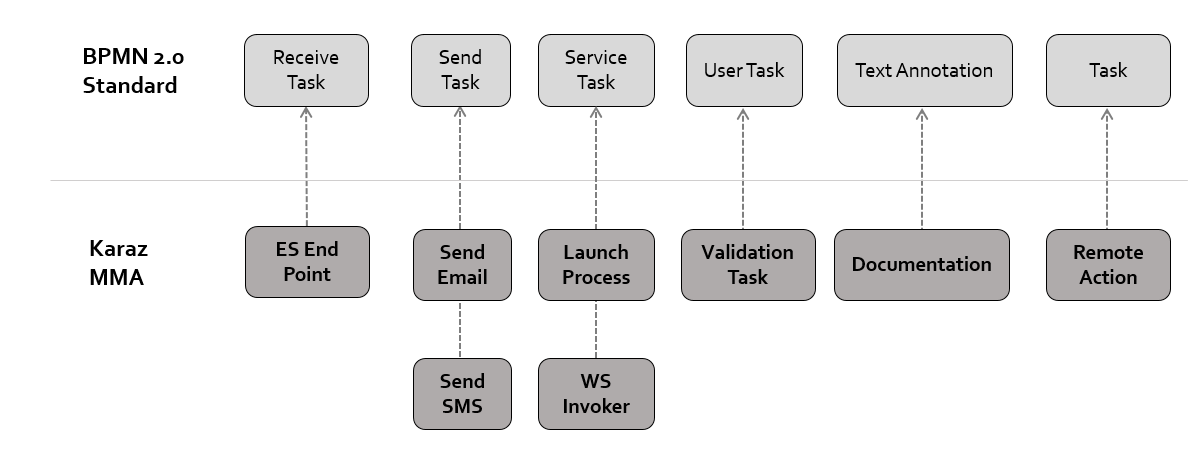 BPMN 2.0
Standard
Receive
Task
Send
Task
Service
Task
User Task
Text Annotation
Task
Karaz
MMA
ES End
Point
Send
Email
Launch
Process
Validation
Task
Documentation
Remote
Action
Send
SMS
WS
Invoker